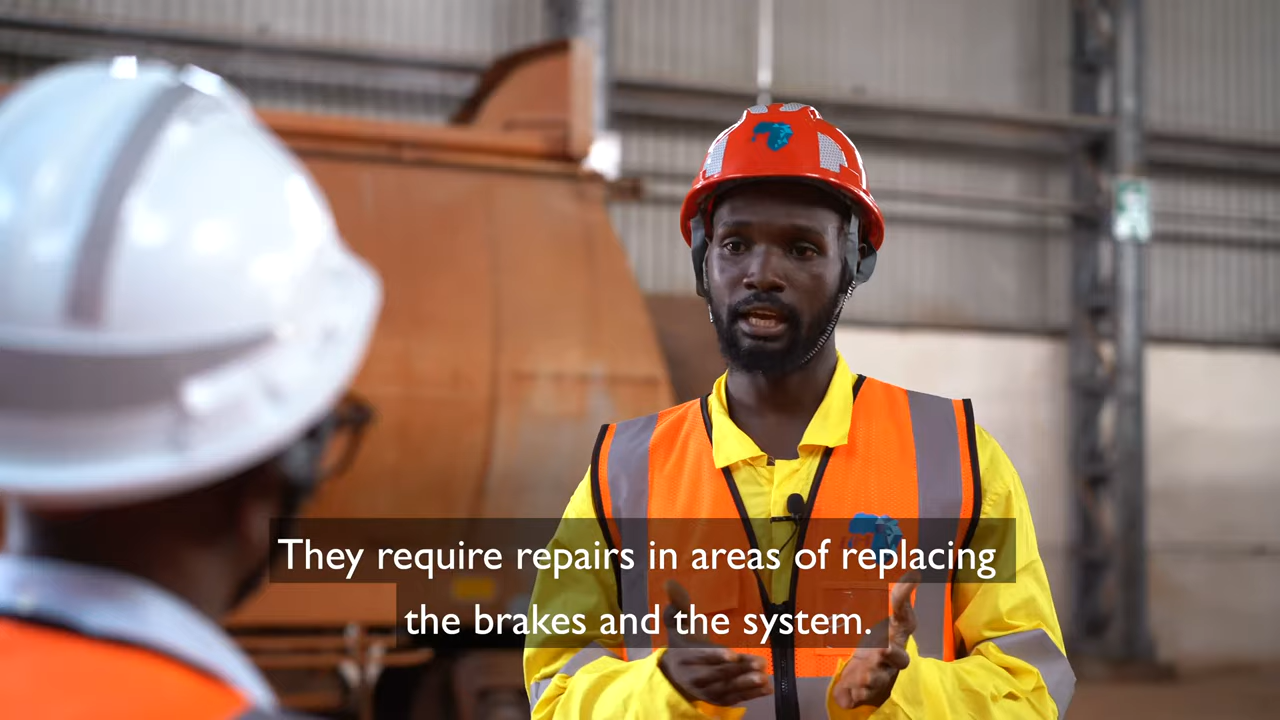 They require repairs in areas of replacing
the brakes and the system.